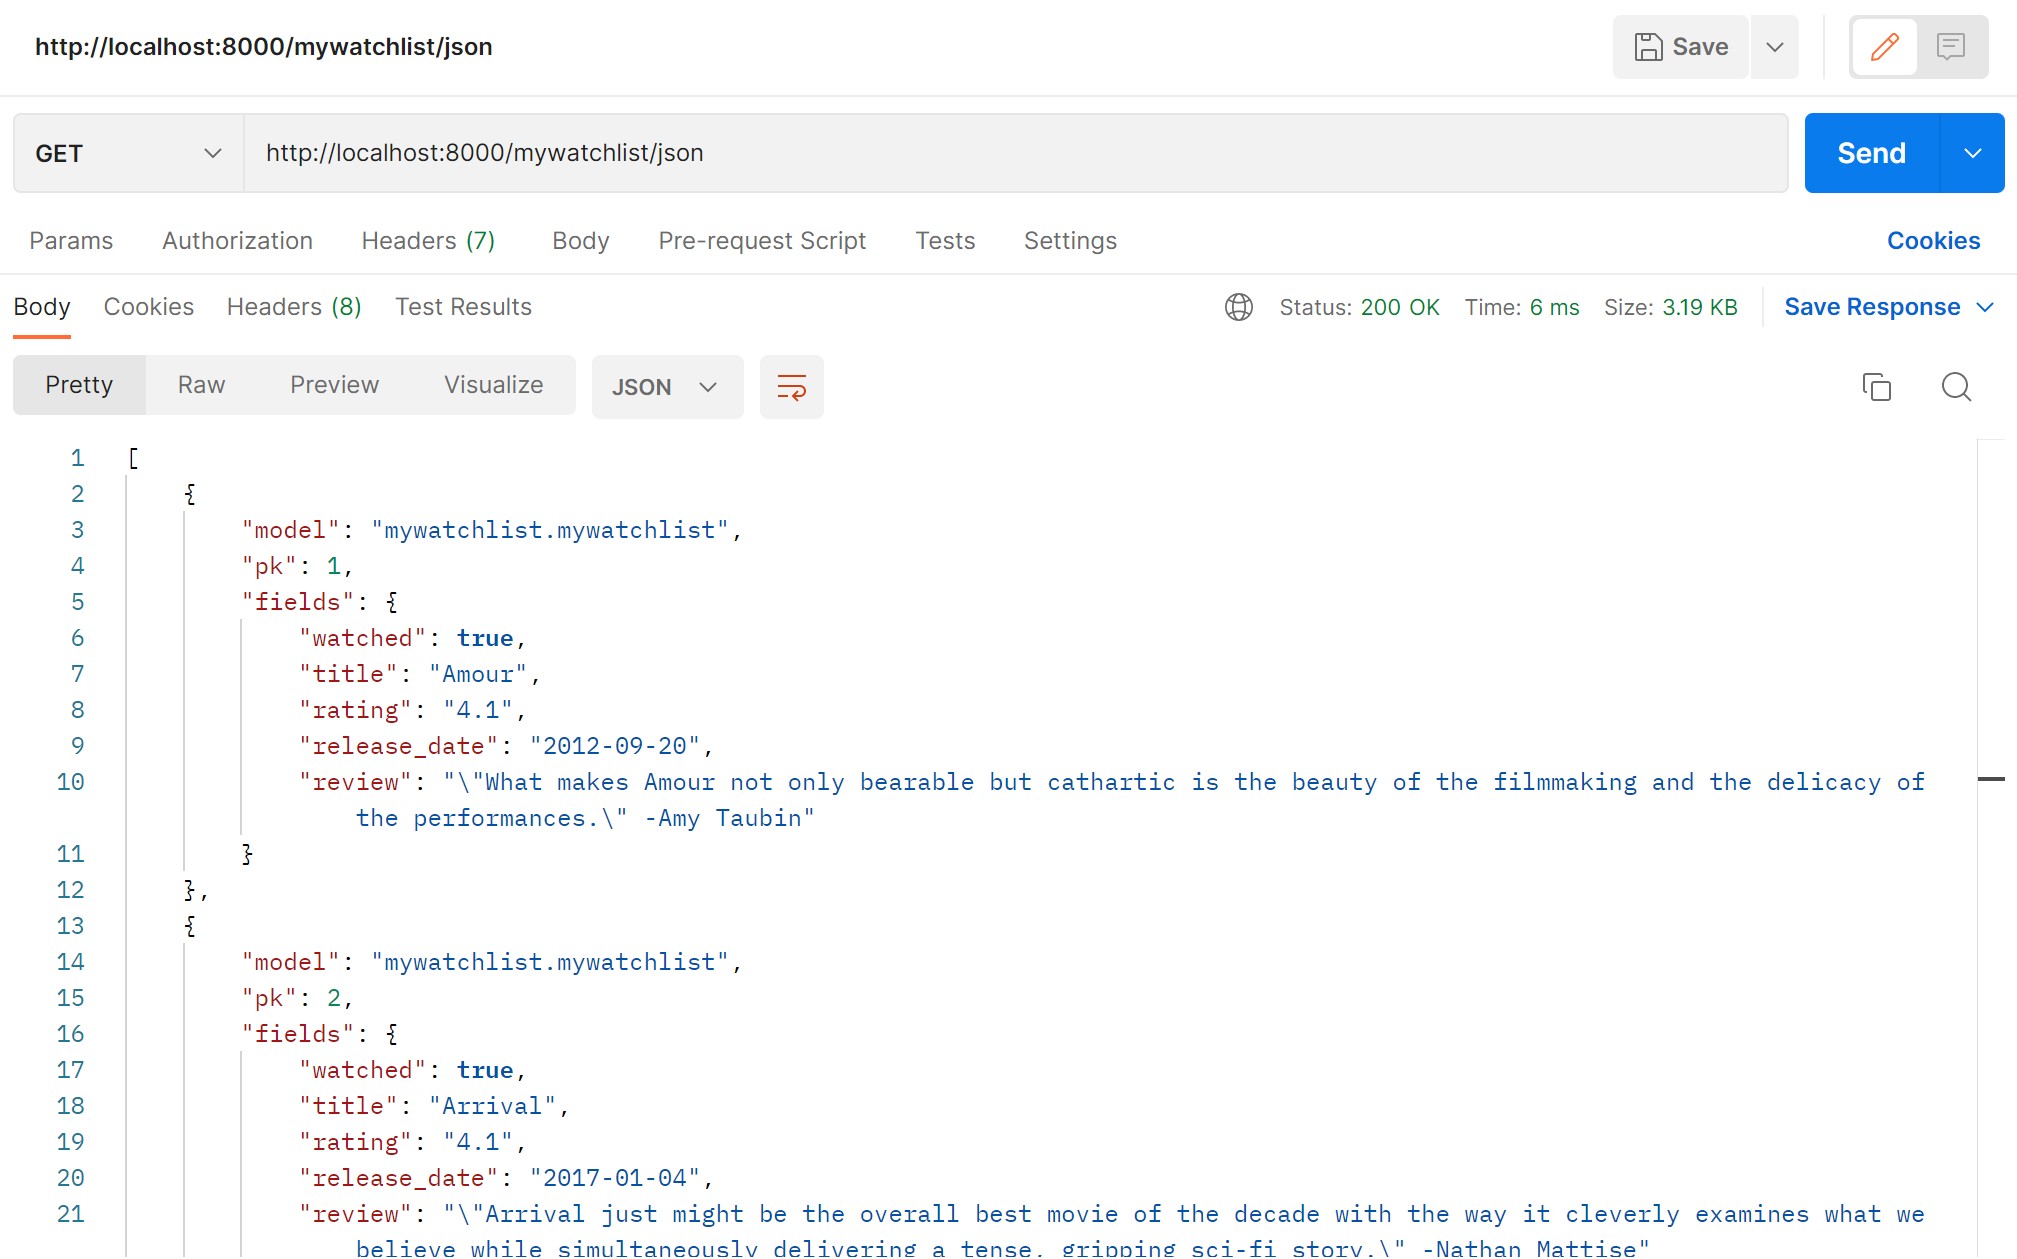 http://localhost:8000/mywatchlist/json
Save
GET
http://localhost:8000/mywatchlist/json
Send
Params Authorization Headers (7) Body Pre-request Script Tests Settings Cookies
Body Cookies Headers (8) Test Results Status: 200 OK Time: 6 ms Size: 3.19 KB Save Response
Pretty Raw Preview Visualize JSON
1 [
2 {
3 "model": "mywatchlist.mywatchlist",
4 "pk": 1,
5 "fields": {
6 "watched": true,
7 "title": "Amour",
8 "rating": "4.1",
9 "release_date": "2012-09-20",
10 "review": "\"What makes Amour not only bearable but cathartic is the beauty of the filmmaking and the delicacy of
the performances.\" -Amy Taubin"
11 }
12 },
13 {
14 "model": "mywatchlist.mywatchlist",
15 "pk": 2,
16 "fields": {
17 "watched": true,
18 "title": "Arrival",
19 "rating": "4.1",
20 "release_date": "2017-01-04",
21 "review": "\"Arrival just might be the overall best movie of the decade with the way it cleverly examines what we
believe while simultaneously delivering a tense, gripping sci-fi story.\" -Nathan Mattise"